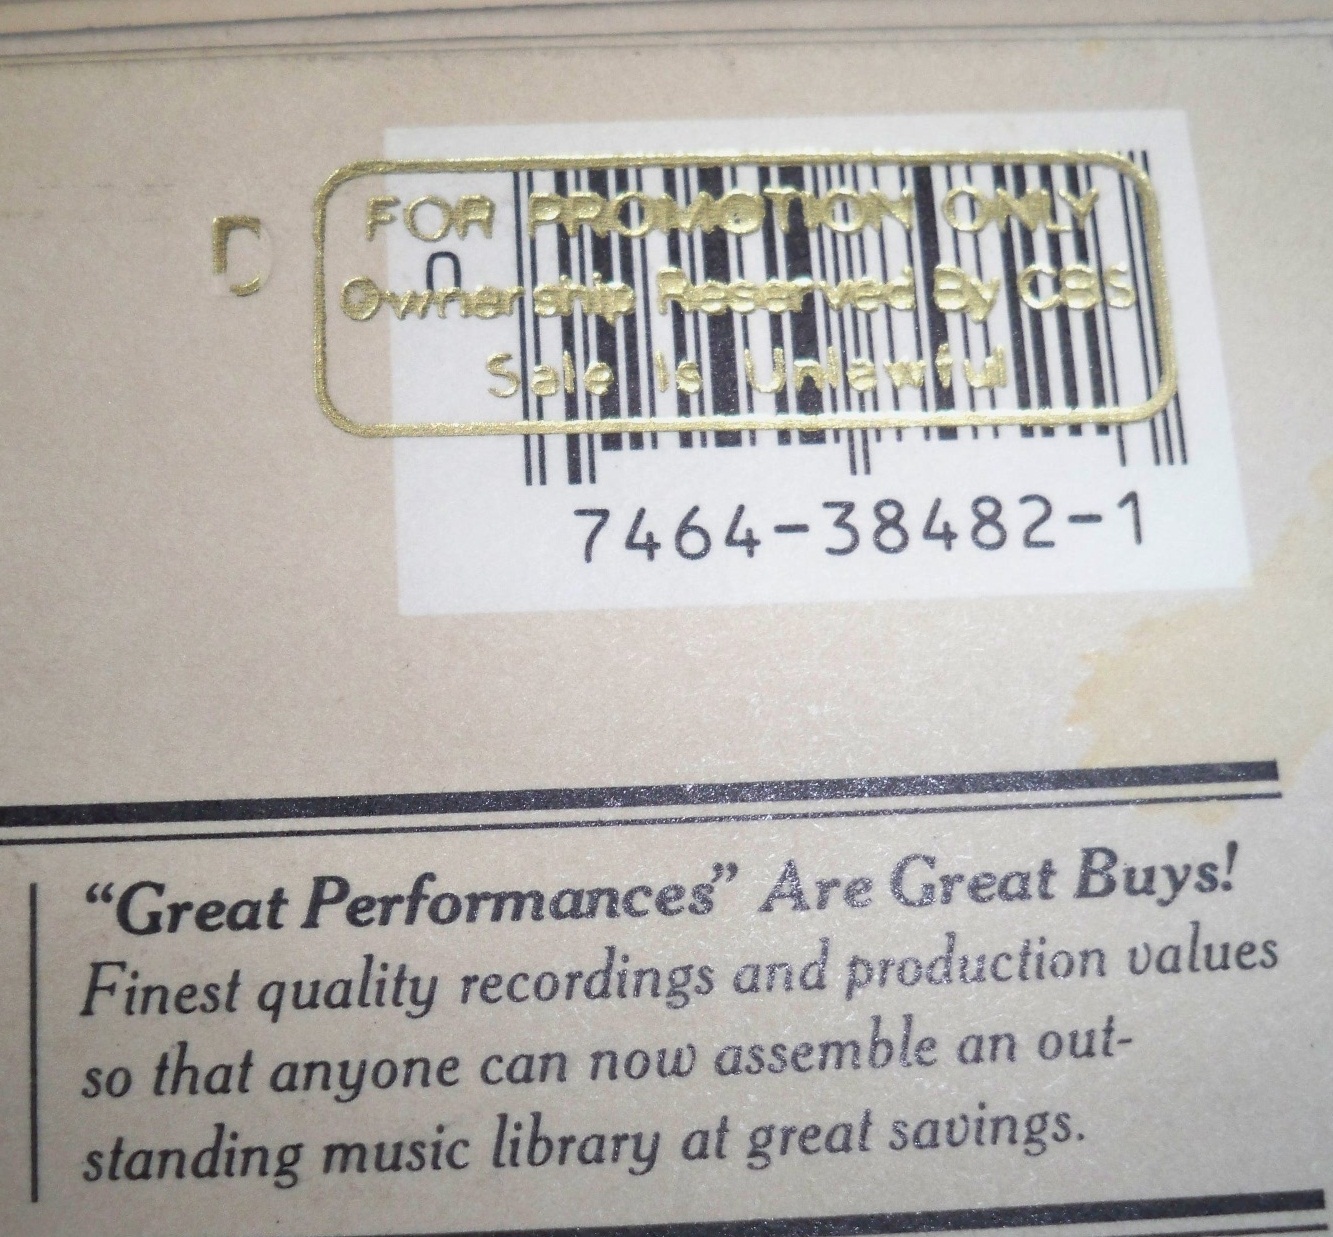 D
FOR PROMOTION ONLY
0
Ownership Reserved By CBS
Sale Is Unlawful
7464-38482-1
“Great Performances” Are Great Buys!
Finest quality recordings and production values
so that anyone can now assemble an out-
standing music library at great savings.